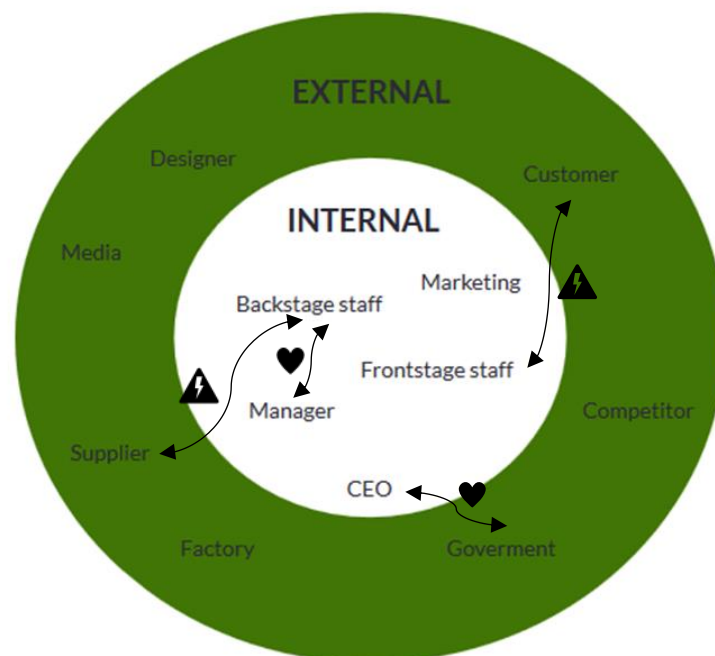 EXTERNAL
Designer
Customer
INTERNAL
Media
Marketing
Backstage staff
Frontstage staff
Manager
Competitor
Supplier
CEO
Factory
Goverment